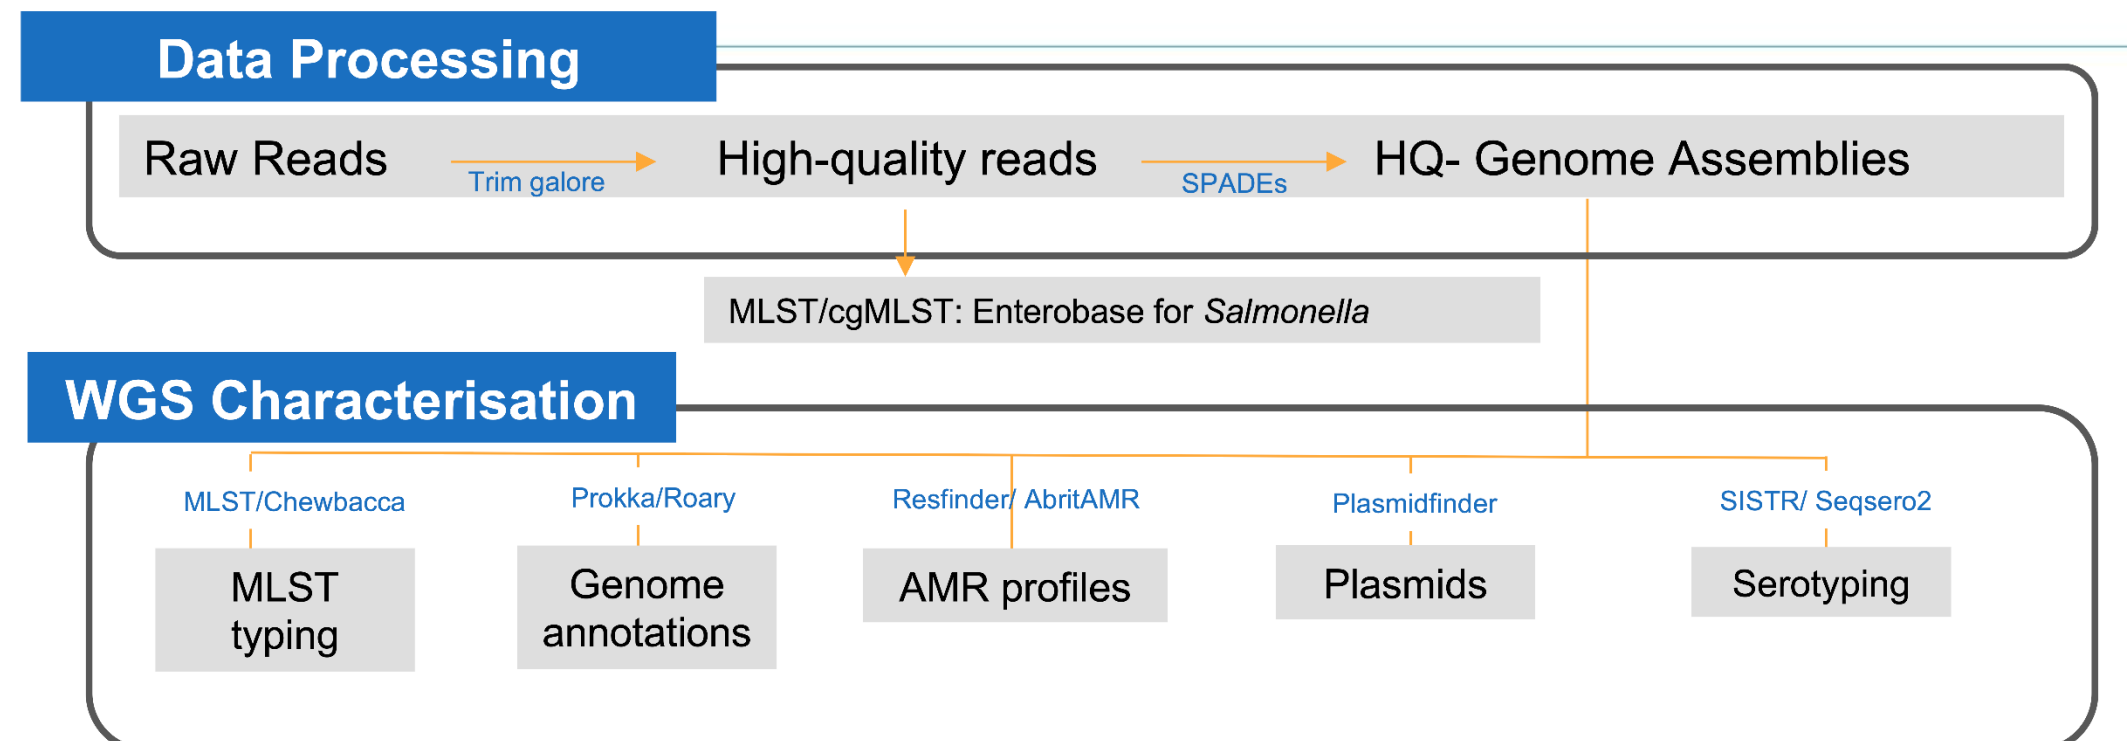 Data Processing
Raw Reads
Trim galore
High-quality reads
SPADEs
HQ- Genome Assemblies
MLST/cgMLST: Enterobase for Salmonella
WGS Characterisation
MLST/Chewbacca
Prokka/Roary
Resfinder/ AbritAMR
Plasmidfinder
SISTR/ Seqsero2
MLST
typing
Genome
annotations
AMR profiles
Plasmids
Serotyping